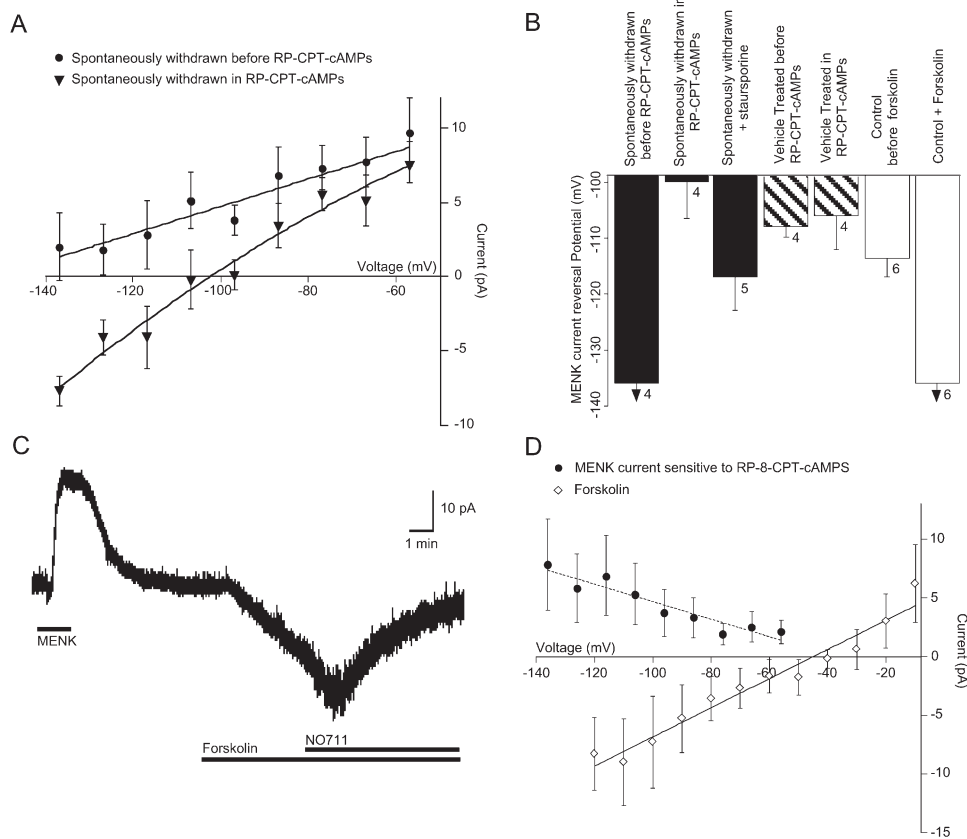 A
Spontaneously withdrawn before RP-CPT-cAMPs
Spontaneously withdrawn in RP-CPT-cAMPs
10
5
0
-5
-10
Current (pA)
Voltage (mV)
-140
-120
-100
-80
-60
B
Spontaneously withdrawn
before RP-CPT-cAMPs
Spontaneously withdrawn in
RP-CPT-cAMPs
Spontaneously withdrawn
+ staursporine
Vehicle Treated before
RP-CPT-cAMPs
Vehicle Treated in
RP-CPT-cAMPs
Control
before forskolin
Control + Forskolin
MENK current reversal Potential (mV)
-100
-110
-120
-130
-140
4
4
5
4
4
6
6
C
10 pA
1 min
MENK
NO711
Forskolin
D
MENK current sensitive to RP-8-CPT-cAMPS
Forskolin
10
5
0
-5
-10
-15
Current (pA)
Voltage (mV)
-140
-120
-100
-80
-60
-40
-20